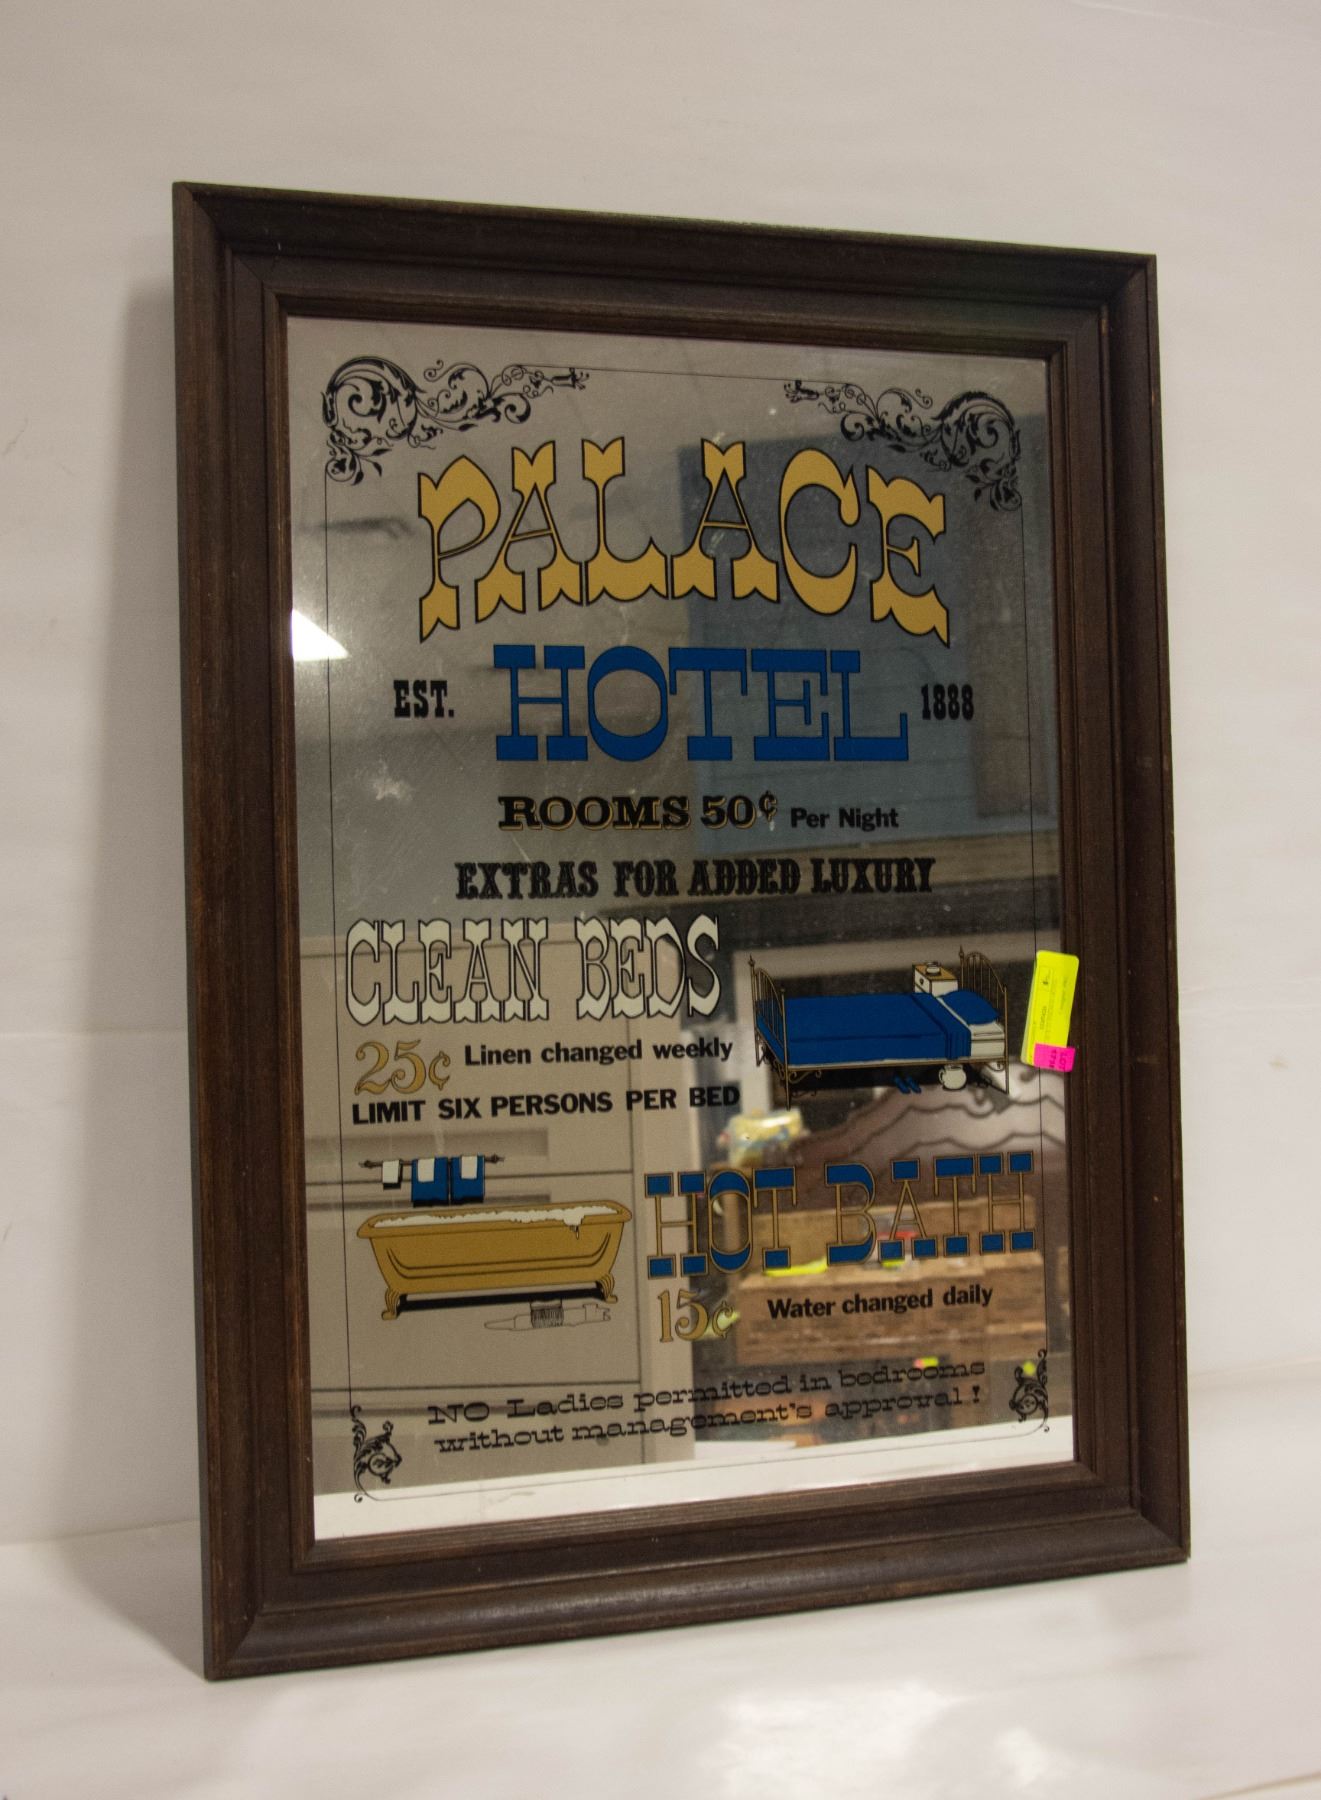 PALACE
EST. HOTEL 1888
ROOMS 50¢ Per Night
EXTRAS FOR ADDED LUXURY
CLEAN BEDS
25¢ Linen changed weekly
LIMIT SIX PERSONS PER BED
HOT BATH
15¢ Water changed daily
NO Ladies permitted in bedrooms
without management's approval!
LOT